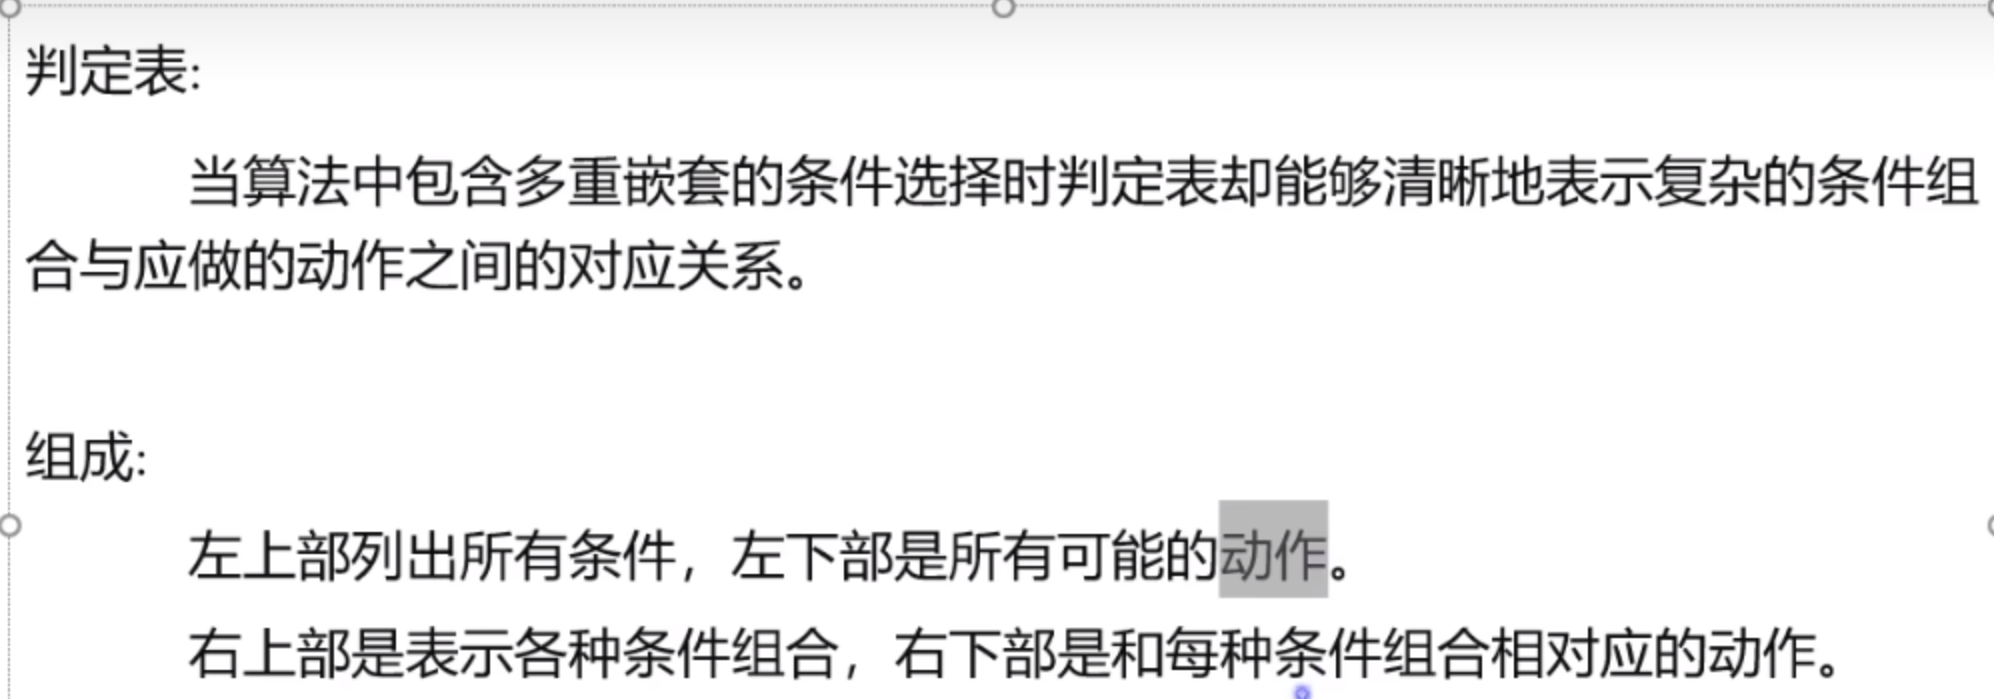 判定表:
当算法中包含多重嵌套的条件选择时判定表却能够清晰地表示复杂的条件组
合与应做的动作之间的对应关系。
组成:
左上部列出所有条件，左下部是所有可能的动作。
右上部是表示各种条件组合，右下部是和每种条件组合相对应的动作。